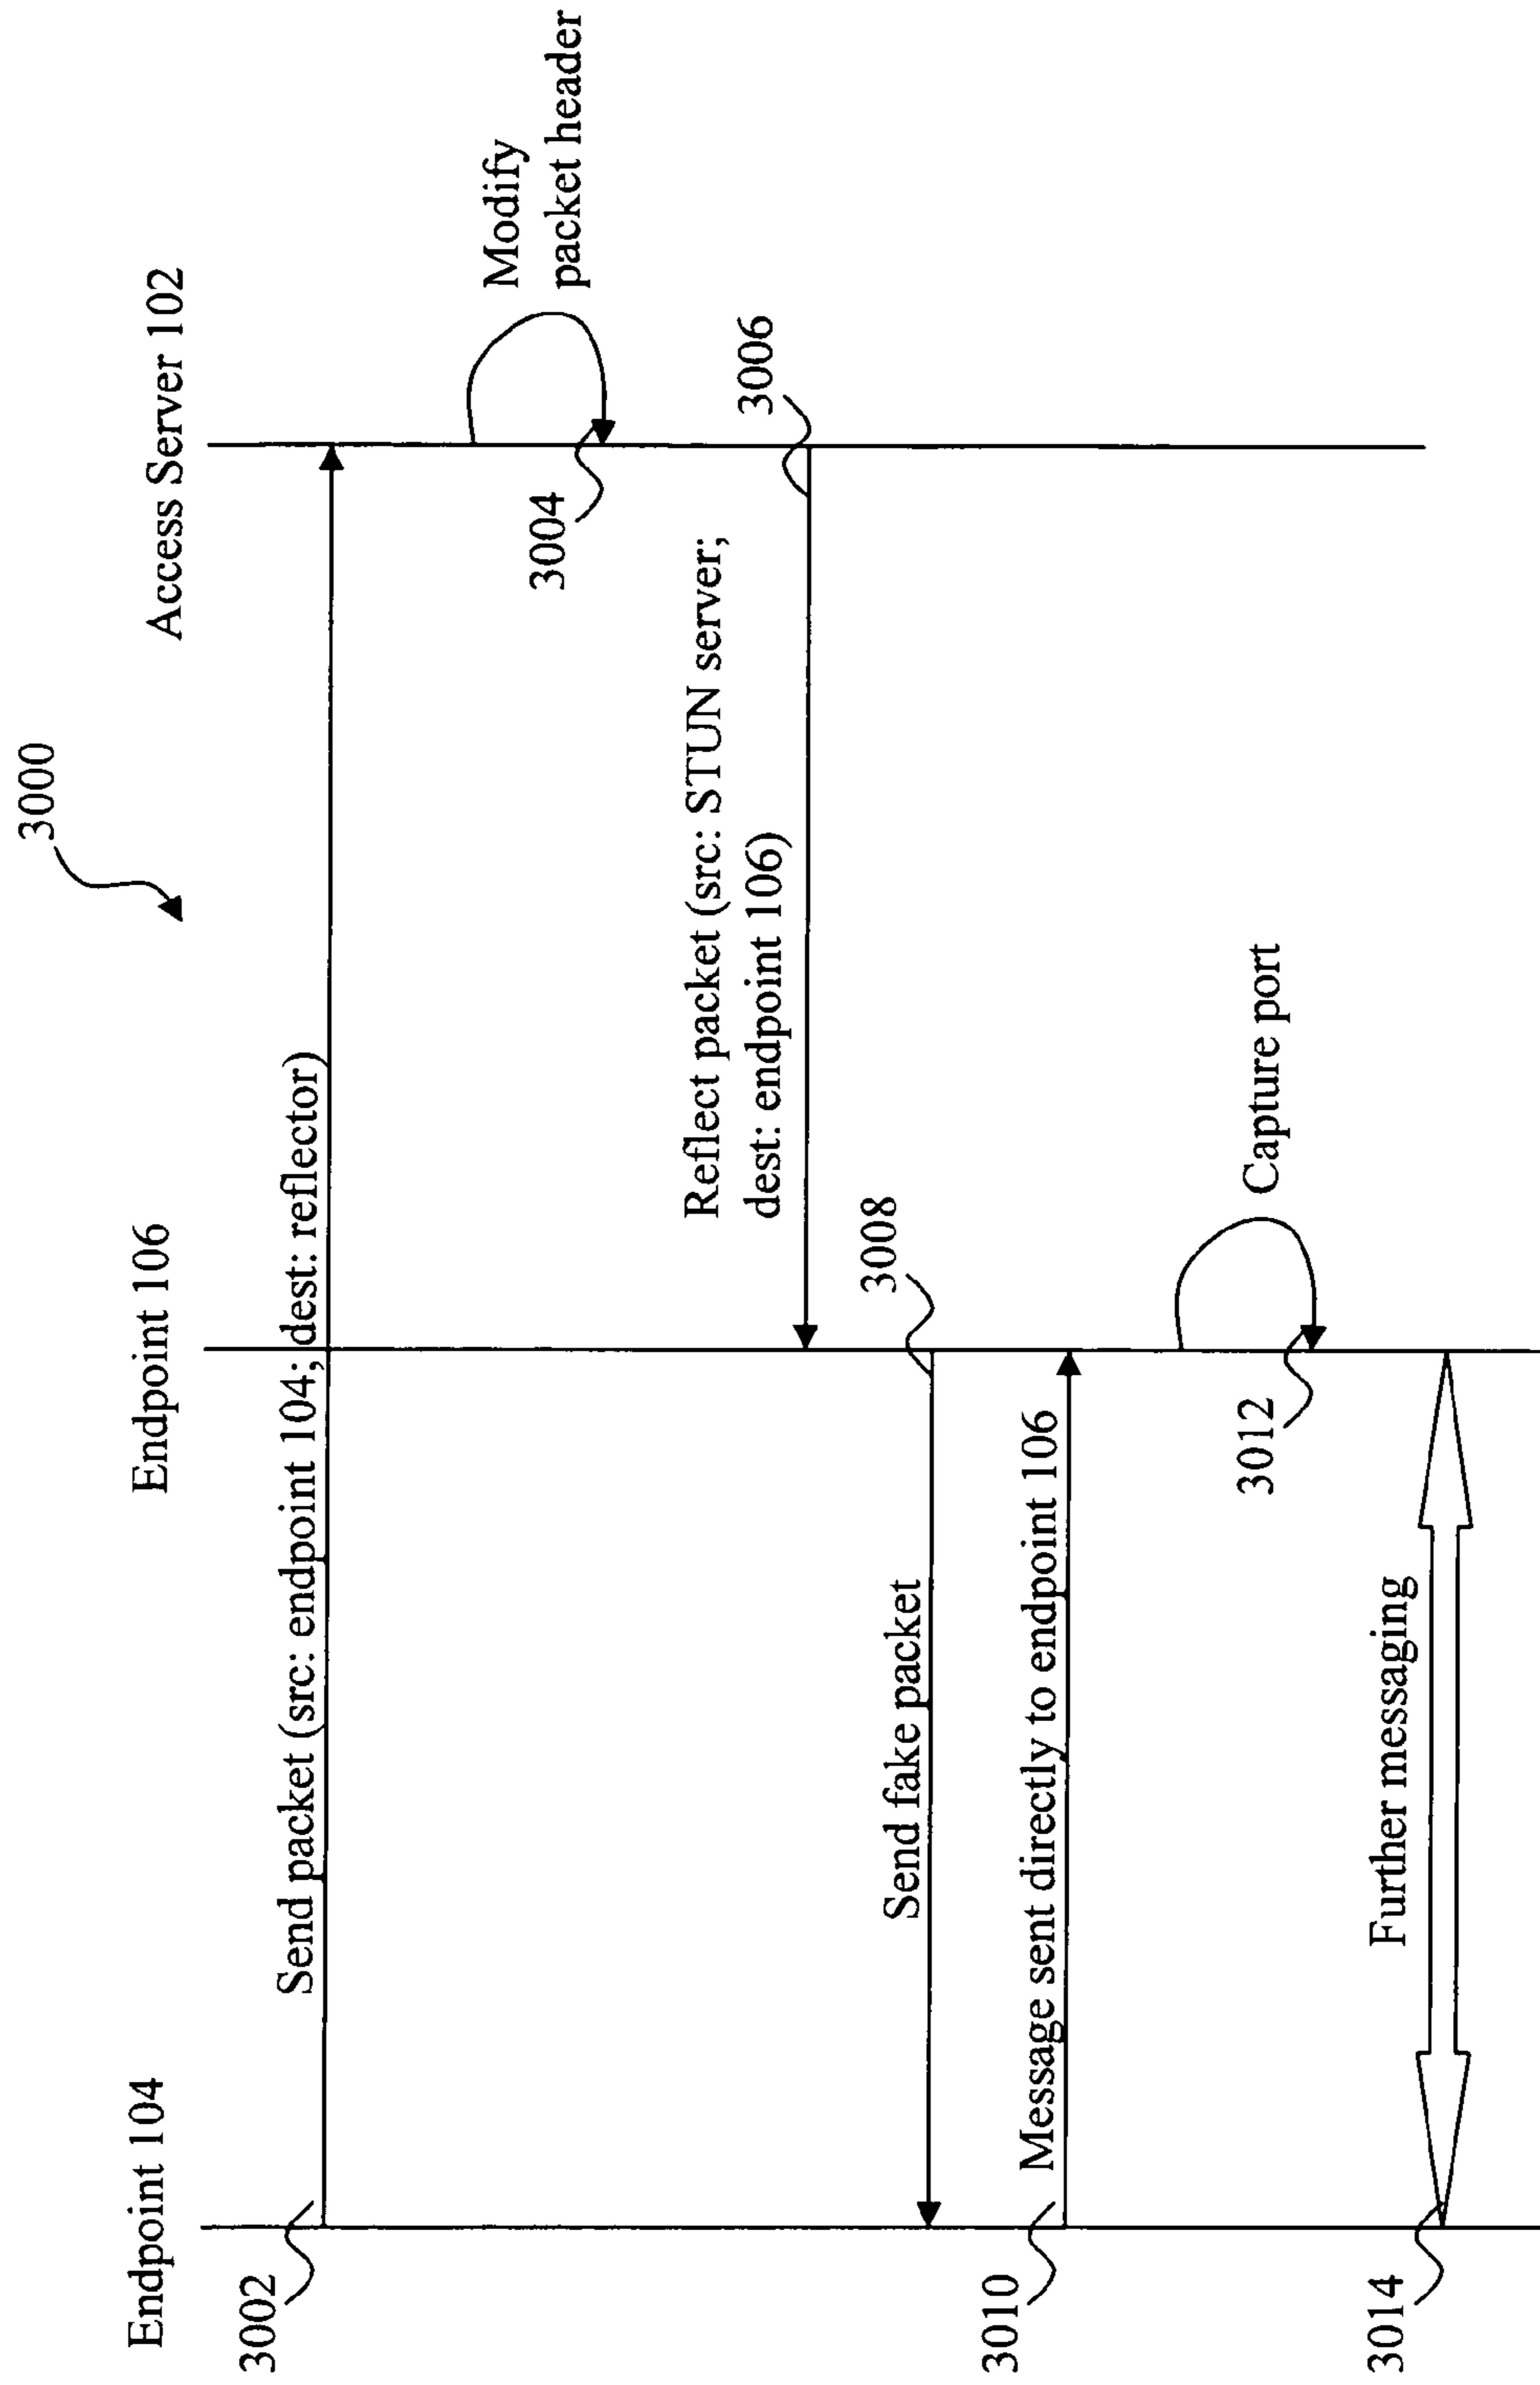 3000
Endpoint 104
Endpoint 106
Access Server 102
3002
Send packet (src: endpoint 104; dest: reflector)
Modify
packet header
3004
3006
Reflect packet (src: STUN server;
dest: endpoint 106)
3008
Send fake packet
3010
Message sent directly to endpoint 106
Capture port
3012
3014
Further messaging